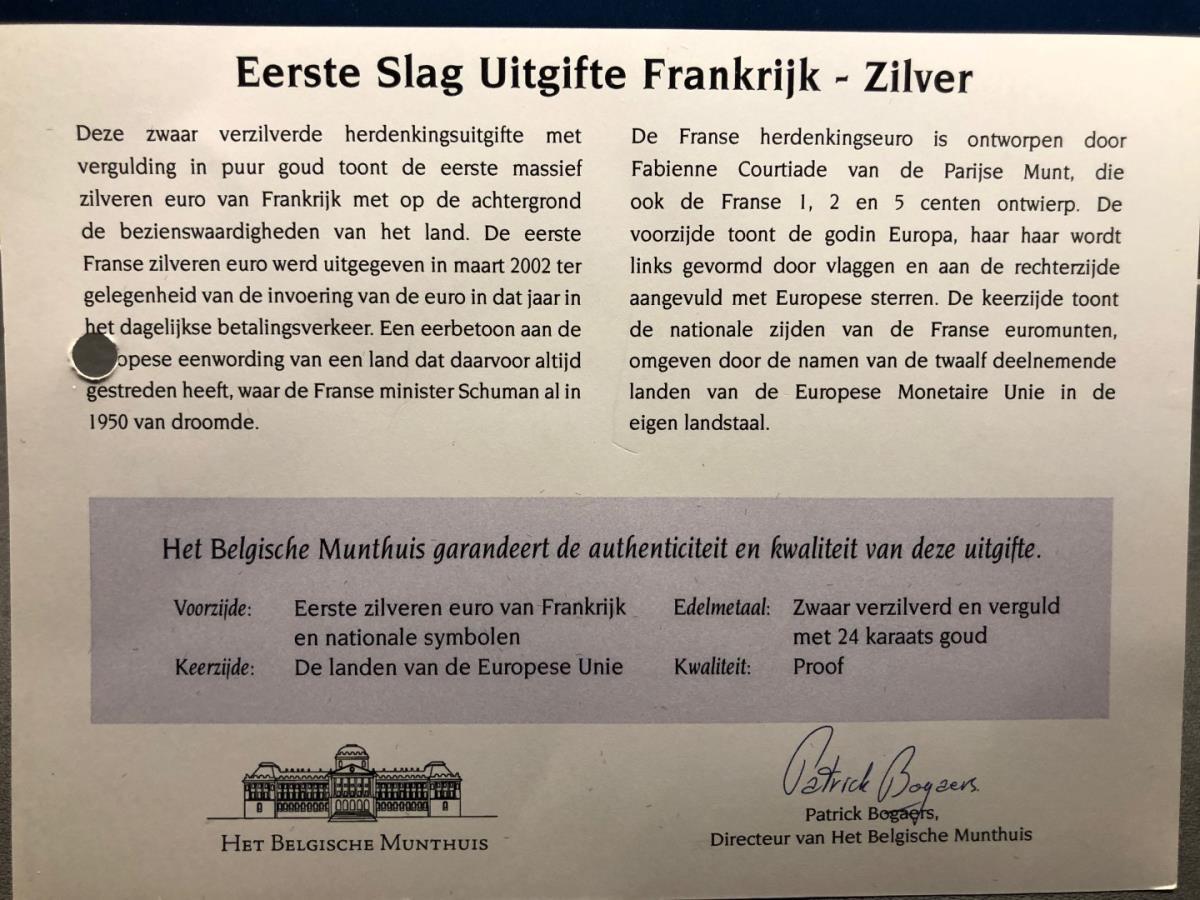 Eerste Slag Uitgifte Frankrijk - Zilver
Deze zwaar verzilverde herdenkingsuitgifte met
vergulding in puur goud toont de eerste massief
zilveren euro van Frankrijk met op de achtergrond
de bezienswaardigheden van het land. De eerste
Franse zilveren euro werd uitgegeven in maart 2002 ter
gelegenheid van de invoering van de euro in dat jaar in
het dagelijkse betalingsverkeer. Een eerbetoon aan de
opese eenwording van een land dat daarvoor altijd
gestreden heeft, waar de Franse minister Schuman al in
1950 van droomde.
De Franse herdenkingseuro is ontworpen door
Fabienne Courtiade van de Parijse Munt, die
ook de Franse 1, 2 en 5 centen ontwierp. De
voorzijde toont de godin Europa, haar haar wordt
links gevormd door vlaggen en aan de rechterzijde
aangevuld met Europese sterren. De keerzijde toont
de nationale zijden van de Franse euromunten,
omgeven door de namen van de twaalf deelnemende
landen van de Europese Monetaire Unie in de
eigen landstaal.
Het Belgische Munthuis garandeert de authenticiteit en kwaliteit van deze uitgifte.
Voorzijde: Eerste zilveren euro van Frankrijk
en nationale symbolen
Keerzijde: De landen van de Europese Unie
Edelmetaal: Zwaar verzilverd en verguld
met 24 karaats goud
Kwaliteit: Proof
HET BELGISCHE MUNTHUIS
Patrick Bogaers
Patrick Bogaers,
Directeur van Het Belgische Munthuis